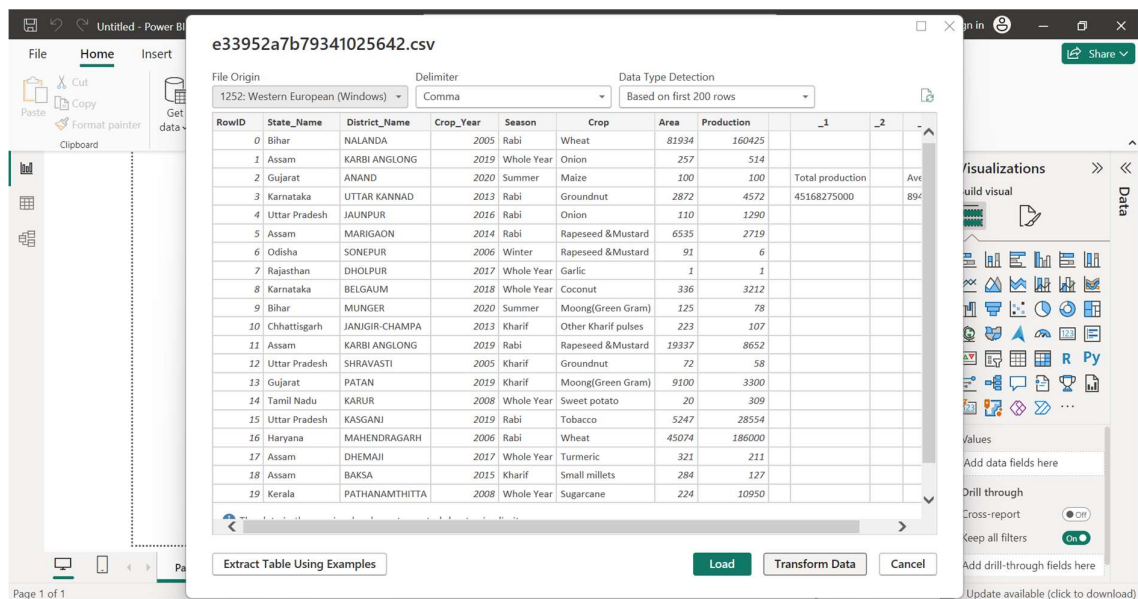 Untitled - Power BI
gn in
File Home Insert
Share
Paste
Cut
Copy
Format painter
Clipboard
Get
data
e33952a7b79341025642.csv
File Origin Delimiter Data Type Detection
1252: Western European (Windows) Comma Based on first 200 rows
RowID State_Name District_Name Crop_Year Season Crop Area Production _1 _2 _
0 Bihar NALANDA 2005 Rabi Wheat 81934 160425
1 Assam KARBI ANGLONG 2019 Whole Year Onion 257 514
2 Gujarat ANAND 2020 Summer Maize 100 100 Total production Ave
3 Karnataka UTTAR KANNAD 2013 Rabi Groundnut 2872 4572 45168275000 894
4 Uttar Pradesh JAUNPUR 2016 Rabi Onion 110 1290
5 Assam MARIGAON 2014 Rabi Rapeseed &Mustard 6535 2719
6 Odisha SONEPUR 2006 Winter Rapeseed &Mustard 91 6
7 Rajasthan DHOLPUR 2017 Whole Year Garlic 1 1
8 Karnataka BELGAUM 2018 Whole Year Coconut 336 3212
9 Bihar MUNGER 2020 Summer Moong(Green Gram) 125 78
10 Chhattisgarh JANJGIR-CHAMPA 2013 Kharif Other Kharif pulses 223 107
11 Assam KARBI ANGLONG 2019 Rabi Rapeseed &Mustard 19337 8652
12 Uttar Pradesh SHRAVASTI 2005 Kharif Groundnut 72 58
13 Gujarat PATAN 2019 Kharif Moong(Green Gram) 9100 3300
14 Tamil Nadu KARUR 2008 Whole Year Sweet potato 20 309
15 Uttar Pradesh KASGANJ 2019 Rabi Tobacco 5247 28554
16 Haryana MAHENDRAGARH 2006 Rabi Wheat 45074 186000
17 Assam DHEMAJI 2017 Whole Year Turmeric 321 211
18 Assam BAKSA 2015 Kharif Small millets 284 127
19 Kerala PATHANAMTHITTA 2008 Whole Year Sugarcane 224 10950
Extract Table Using Examples Load Transform Data Cancel
isualizations
uild visual
Data
R Py
123
alues
Add data fields here
Drill through
Cross-report Off
Keep all filters On
Add drill-through fields here
Pa
Page 1 of 1
Update available (click to download)